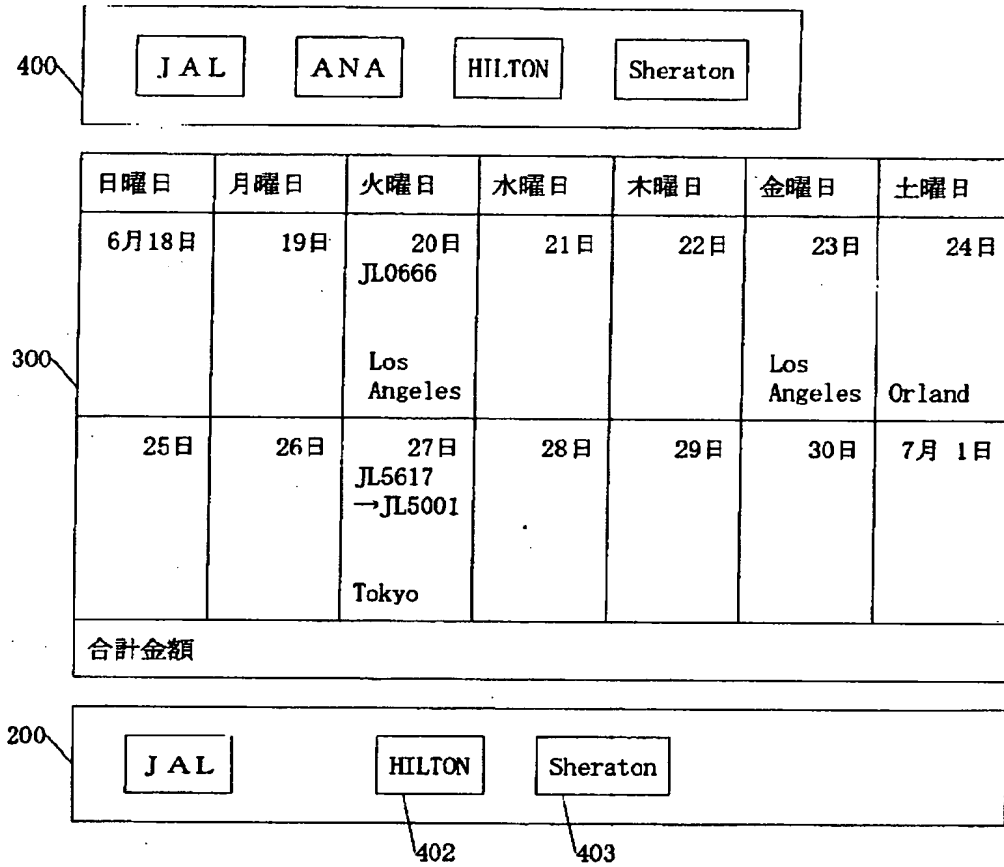 400
JAL ANA HILTON Sheraton
日曜日 月曜日 火曜日 水曜日 木曜日 金曜日 土曜日
6月18日 19日 20日 21日 22日 23日 24日
JL0666
300
Los Los
Angeles Angeles Orland
25日 26日 27日 28日 29日 30日 7月 1日
JL5617
→JL5001
Tokyo
合計金額
200
JAL HILTON Sheraton
402 403